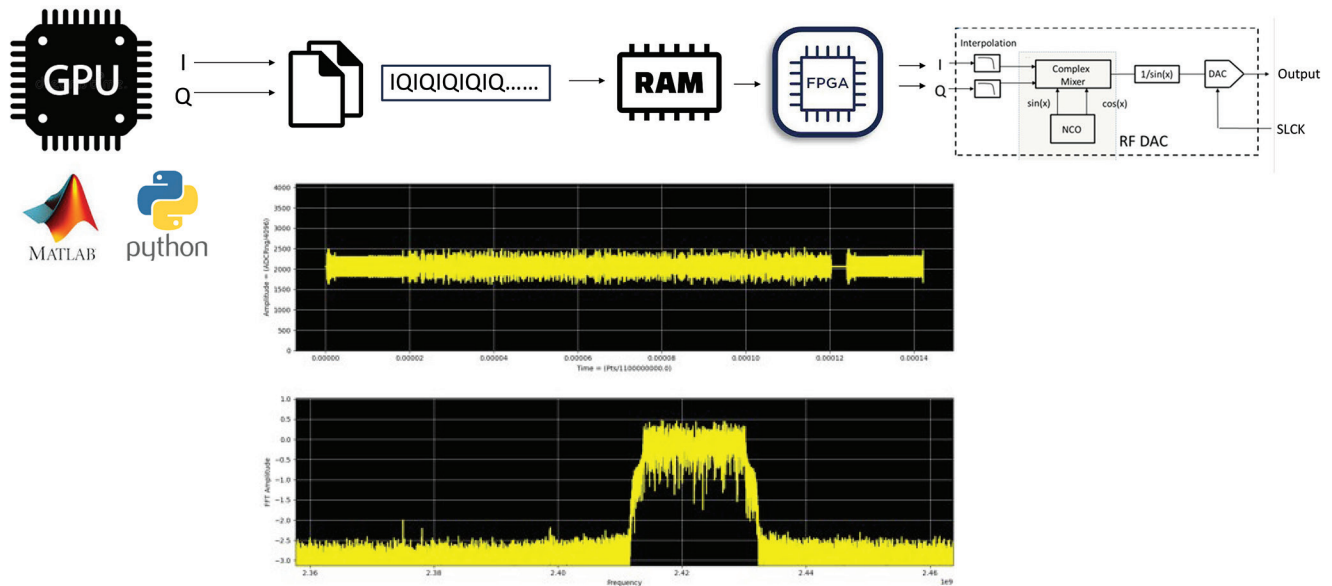 GPU
I
Q
IQIQIQIQIQ......
RAM
FPGA
I
Q
Interpolation
Complex
Mixer
sin(x)
cos(x)
NCO
RF DAC
1/sin(x)
DAC
Output
SLCK
MATLAB
python
Amplitude = (ADCRng/4096)
4000
3500
3000
2500
2000
1500
1000
500
0
0.00000
0.00002
0.00004
0.00006
0.00008
0.00010
0.00012
0.00014
Time = (Pts/1100000000.0)
FFT Amplitude
1.0
0.5
0.0
−0.5
−1.0
−1.5
−2.0
−2.5
−3.0
2.36
2.38
2.40
2.42
2.44
2.46
1e9
Frequency